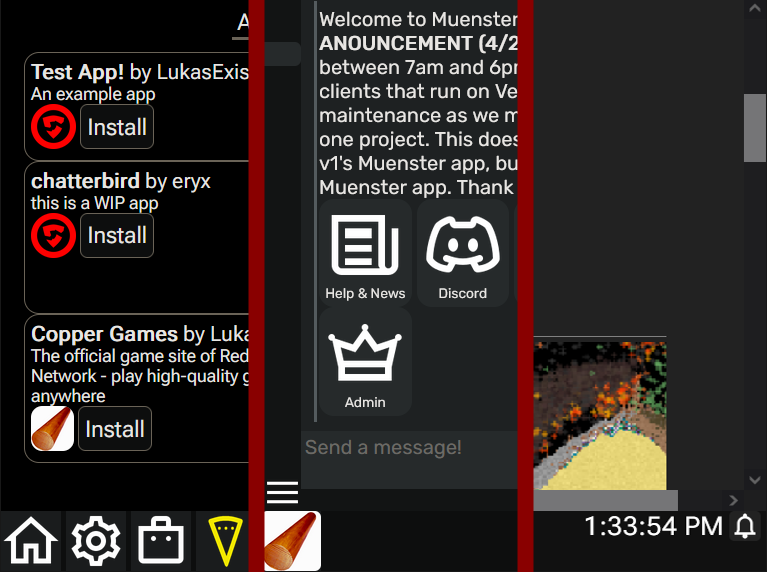 A
Test App! by LukasExis
An example app
Install
chatterbird by eryx
this is a WIP app
Install
Copper Games by Luka
The official game site of Red
Network - play high-quality g
anywhere
Install
Welcome to Muenster
ANOUNCEMENT (4/2
between 7am and 6pm
clients that run on Ve
maintenance as we m
one project. This does
v1's Muenster app, bu
Muenster app. Thank
Help & News
Discord
Admin
Send a message!
1:33:54 PM